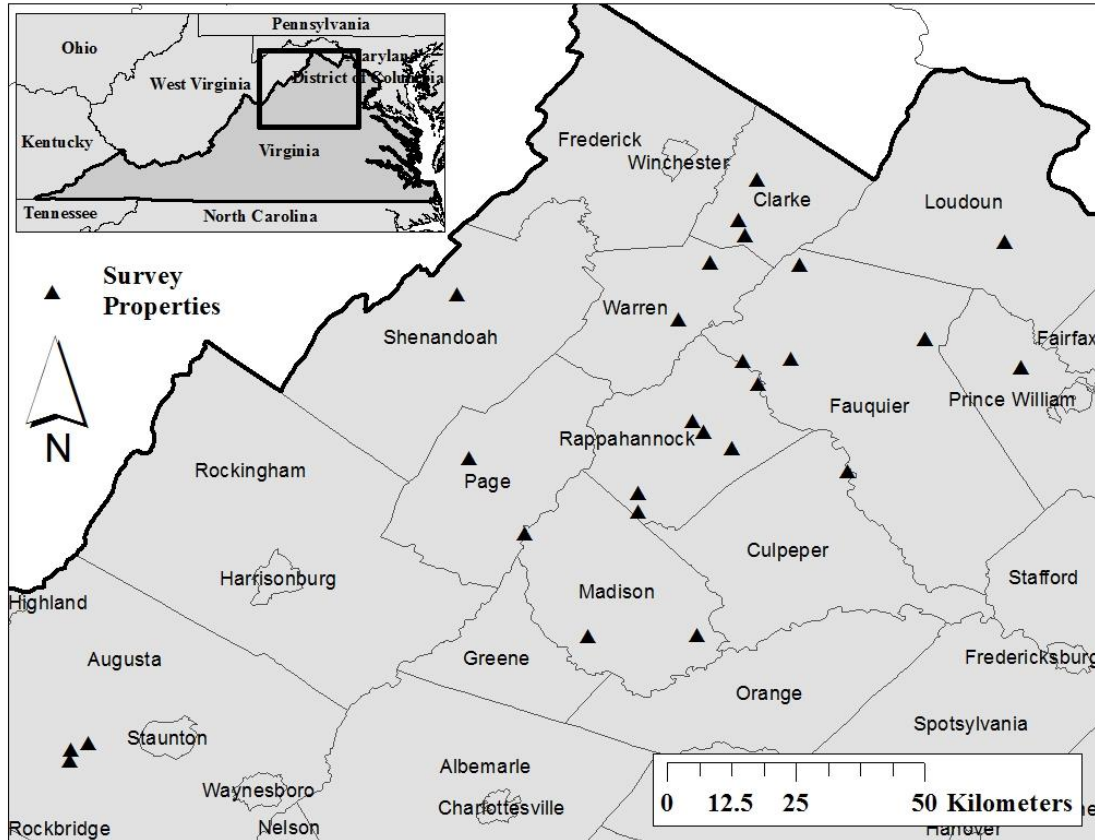 Pennsylvania
Ohio
Maryland
District of Columbia
West Virginia
Kentucky
Virginia
Tennessee
North Carolina
Survey
Properties
N
Frederick
Winchester
Clarke
Loudoun
Warren
Shenandoah
Fairfax
Prince William
Fauquier
Rappahannock
Rockingham
Page
Culpeper
Harrisonburg
Madison
Stafford
Highland
Augusta
Greene
Fredericksburg
Orange
Staunton
Spotsylvania
Albemarle
Waynesboro
Charlottesville
Rockbridge
Nelson
0 12.5 25 50 Kilometers
Hanover